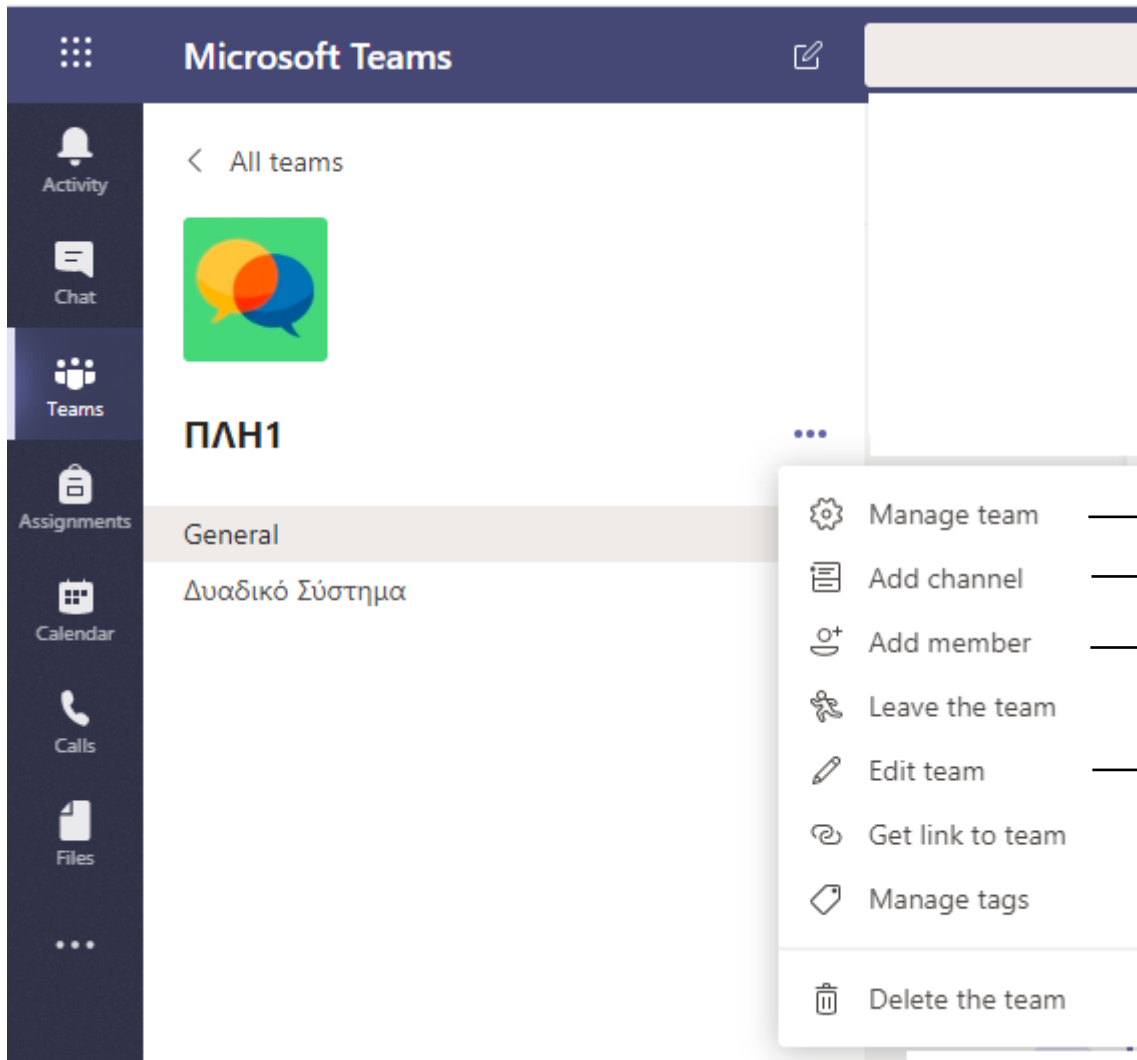 Microsoft Teams
Activity
Chat
Teams
Assignments
Calendar
Calls
Files
All teams
ΠΛΗ1
General
Δυαδικό Σύστημα
Manage team
Add channel
Add member
Leave the team
Edit team
Get link to team
Manage tags
Delete the team